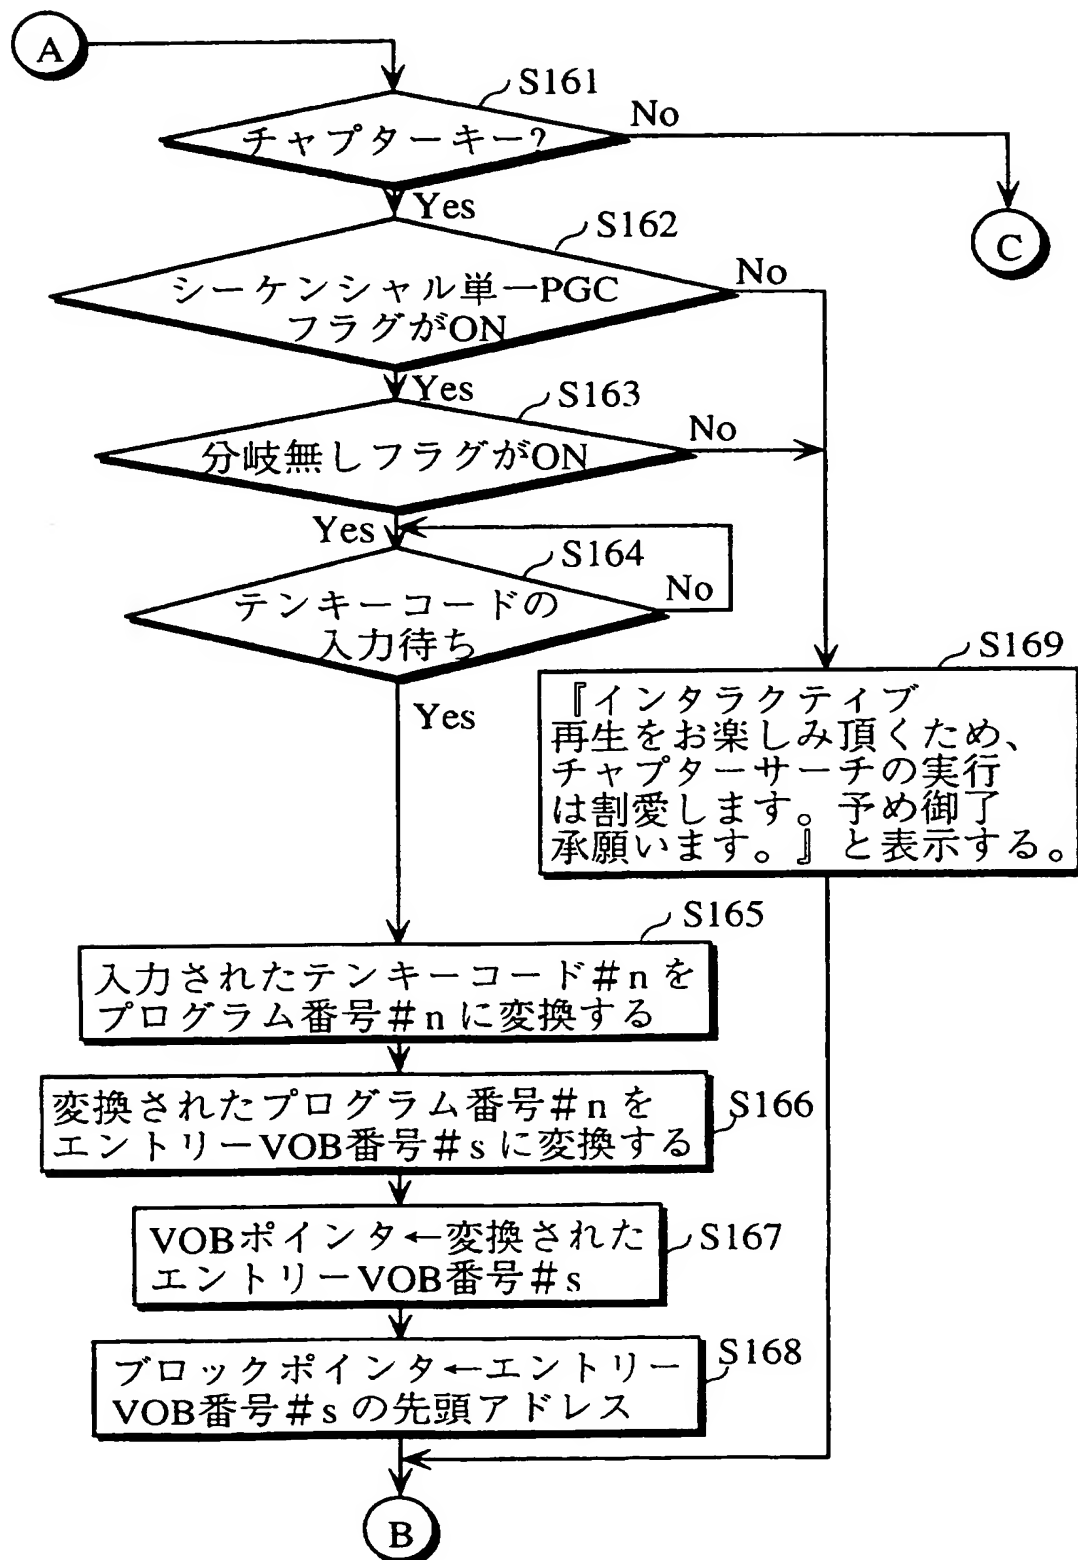 A
S161
チャプターキー?
No
Yes
C
S162
シーケンシャル単一PGC
フラグがON
No
Yes
S163
分岐無しフラグがON
No
Yes
S164
テンキーコードの
入力待ち
No
Yes
S169
『インタラクティブ
再生をお楽しみ頂くため、
チャプターサーチの実行
は割愛します。予め御了
承願います。』と表示する。
S165
入力されたテンキーコード#nを
プログラム番号#nに変換する
S166
変換されたプログラム番号#nを
エントリーVOB番号#sに変換する
S167
VOBポインタ←変換された
エントリーVOB番号#s
S168
ブロックポインタ←エントリー
VOB番号#sの先頭アドレス
B